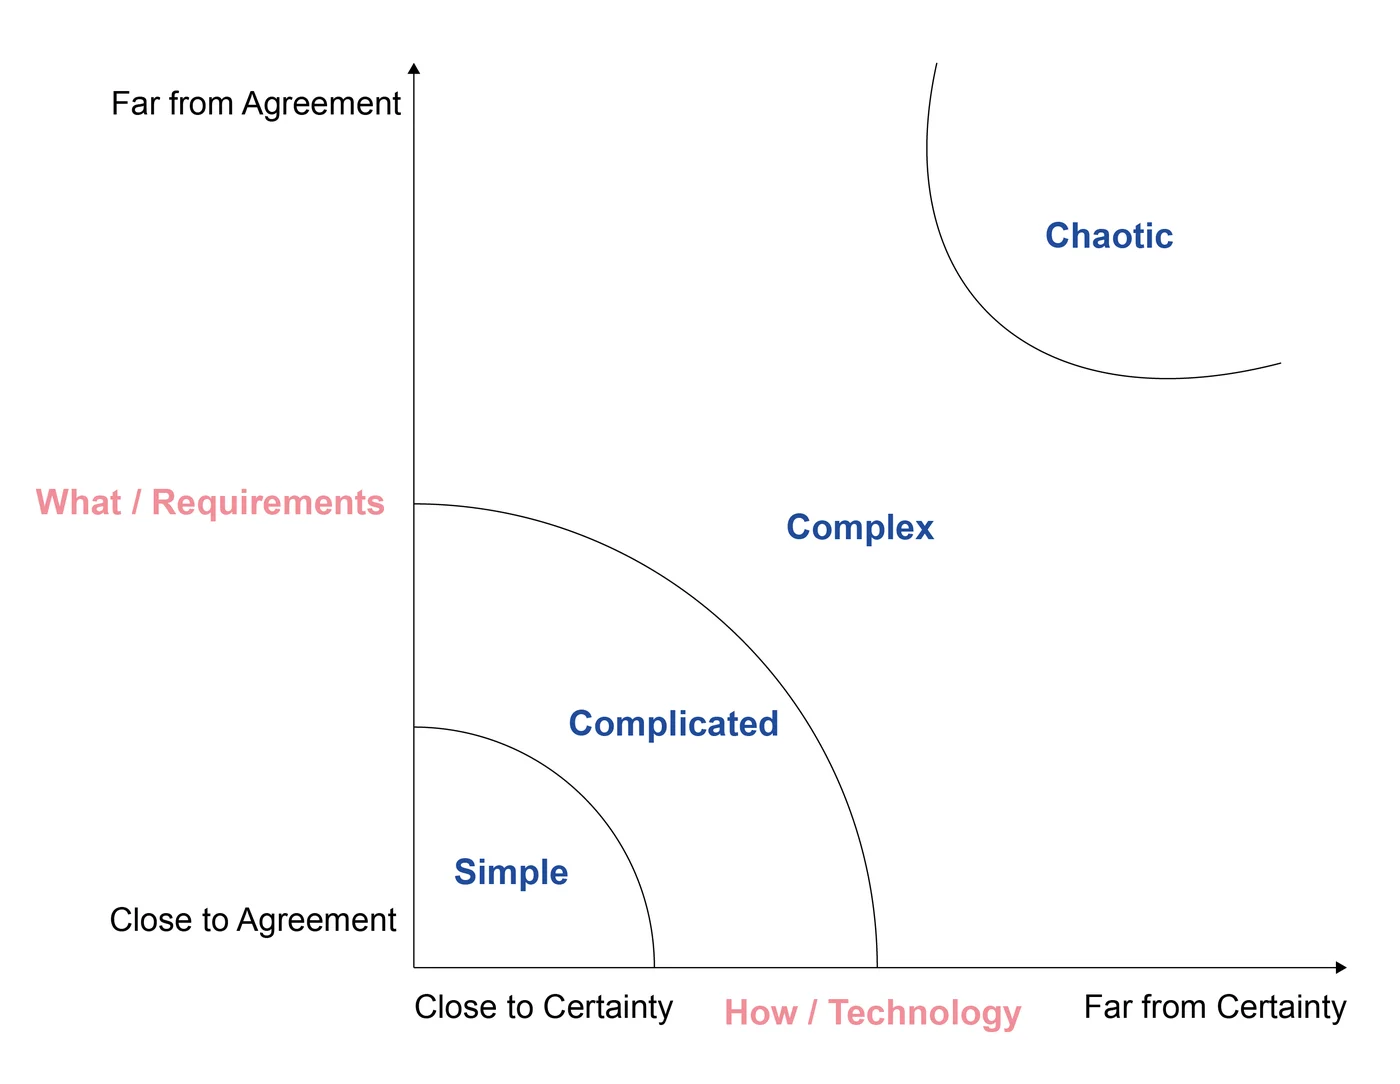 Far from Agreement
Chaotic
What / Requirements
Complex
Complicated
Simple
Close to Agreement
Close to Certainty
How / Technology
Far from Certainty